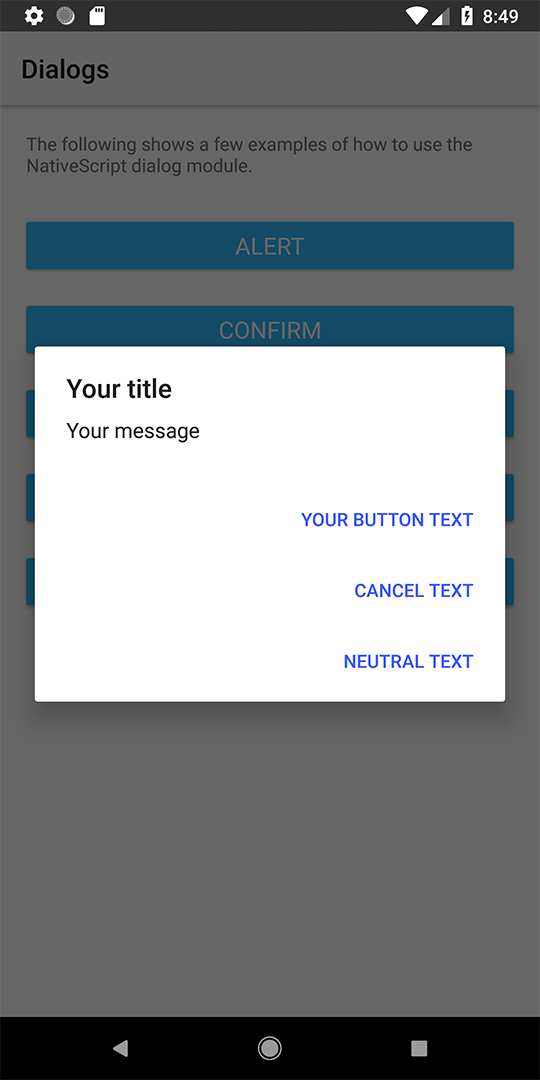 8:49
Dialogs
The following shows a few examples of how to use the
NativeScript dialog module.
ALERT
CONFIRM
Your title
Your message
YOUR BUTTON TEXT
CANCEL TEXT
NEUTRAL TEXT